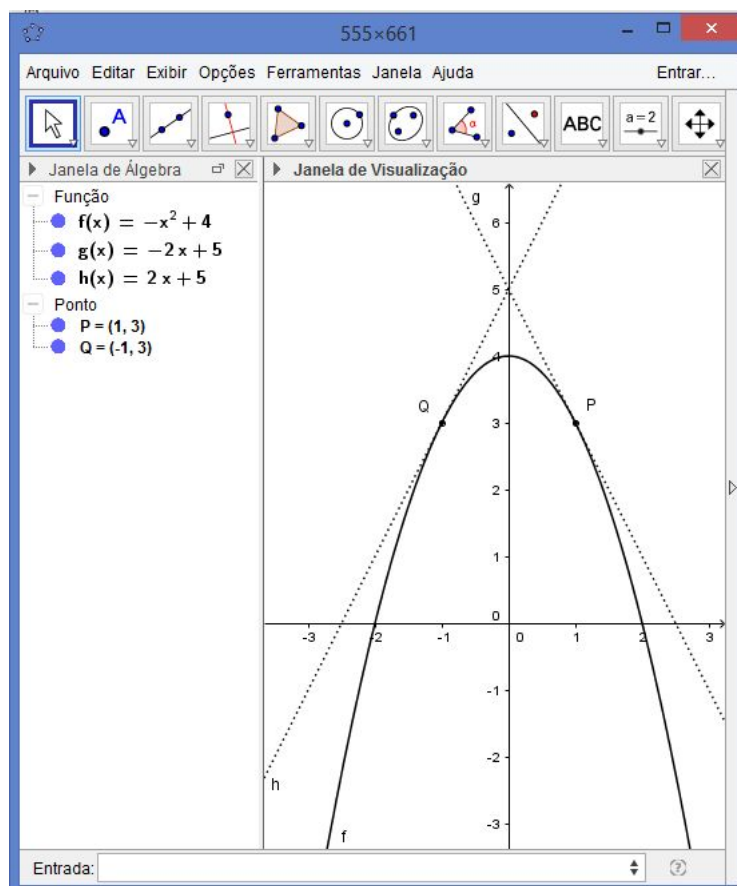 555×661
Arquivo Editar Exibir Opções Ferramentas Janela Ajuda Entrar...
A α ABC a = 2
Janela de Álgebra
Janela de Visualização
Função
f(x) = −x² + 4
g(x) = −2 x + 5
h(x) = 2 x + 5
Ponto
P = (1, 3)
Q = (-1, 3)
g
6
5
4
Q
P
3
2
1
0
-3 -2 -1 0 1 2 3
-1
-2
h
-3
f
Entrada:
?